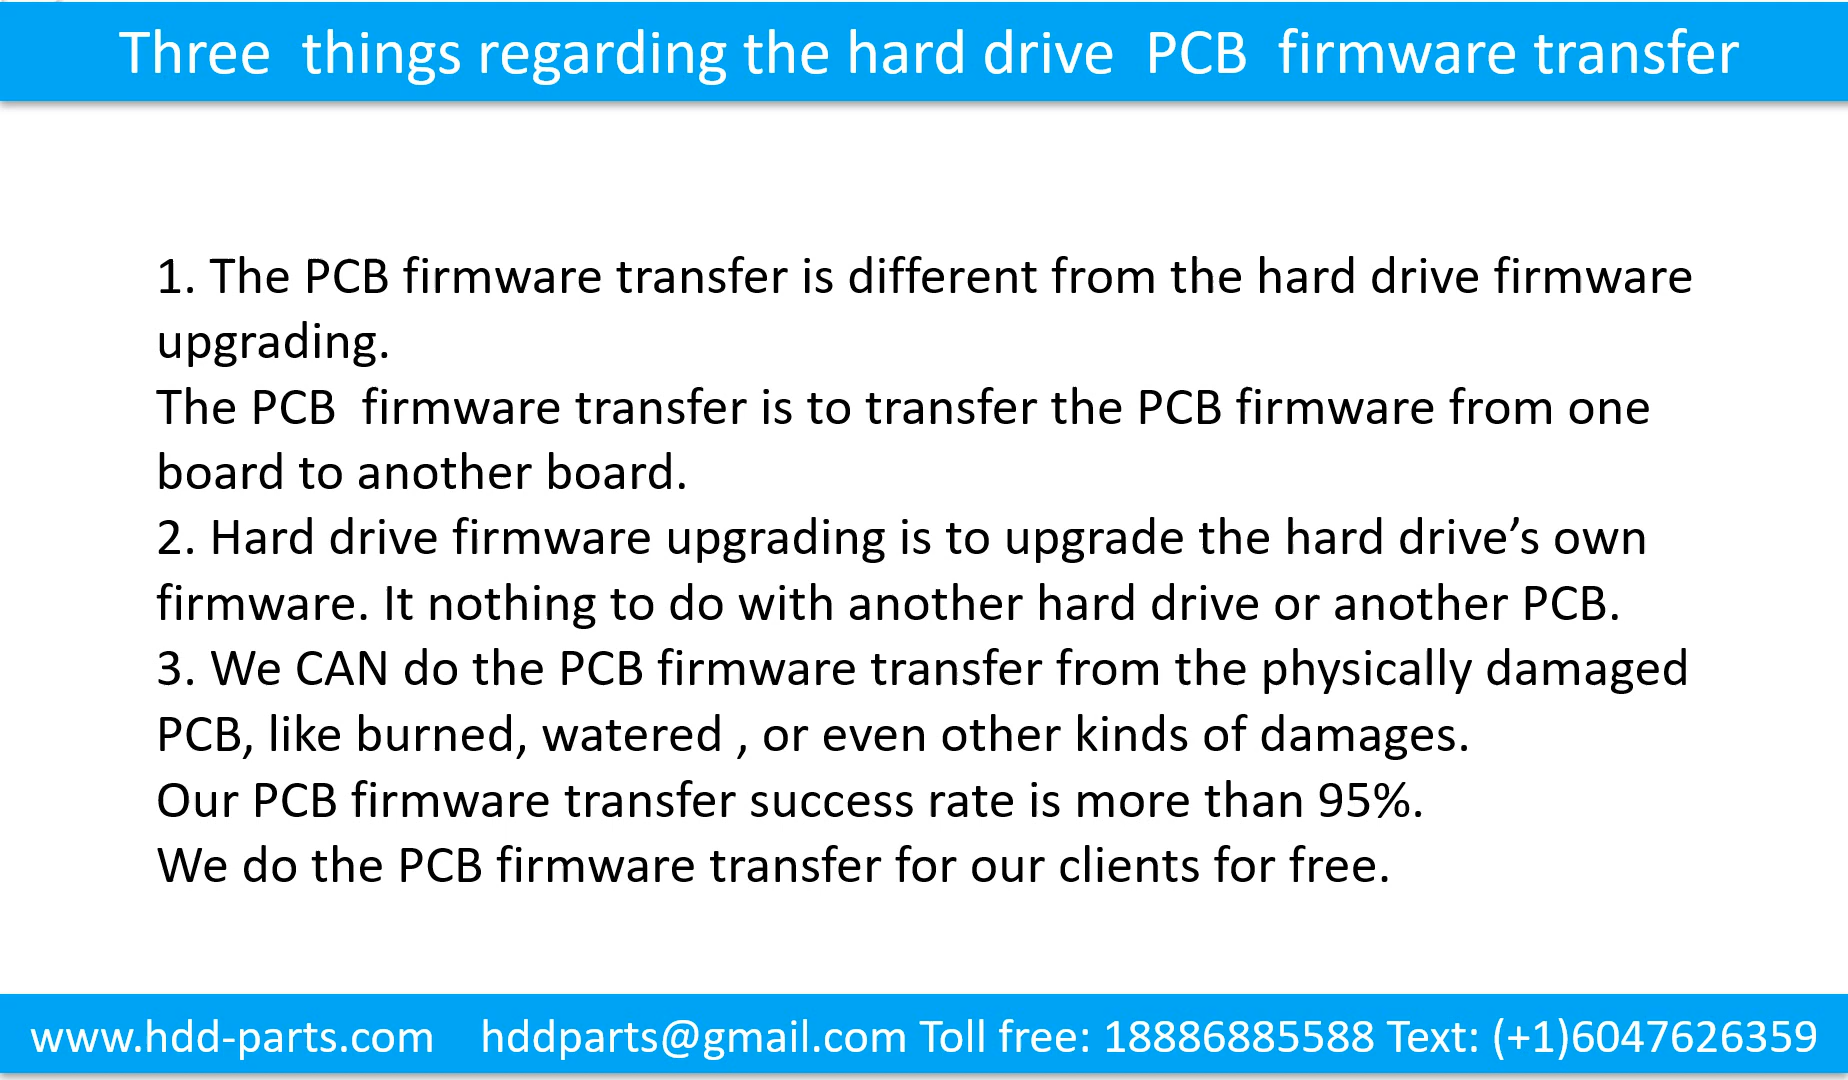 Three things regarding the hard drive PCB firmware transfer
1. The PCB firmware transfer is different from the hard drive firmware
upgrading.
The PCB firmware transfer is to transfer the PCB firmware from one
board to another board.
2. Hard drive firmware upgrading is to upgrade the hard drive’s own
firmware. It nothing to do with another hard drive or another PCB.
3. We CAN do the PCB firmware transfer from the physically damaged
PCB, like burned, watered , or even other kinds of damages.
Our PCB firmware transfer success rate is more than 95%.
We do the PCB firmware transfer for our clients for free.
www.hdd-parts.com hddparts@gmail.com Toll free: 18886885588 Text: (+1)6047626359